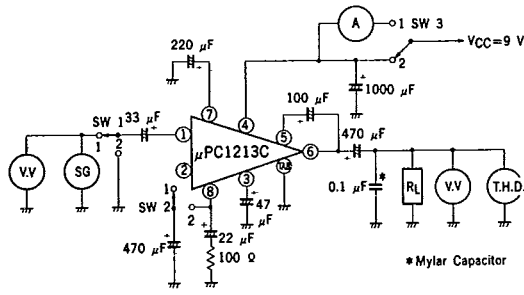 A
1 SW 3
VCC=9 V
2
220 μF
1000 μF
100 μF
7
4
5
SW 1
33 μF
1
470 μF
1
2
V.V
SG
μPC1213C
6
2
TAB
0.1 μF
*
RL
V.V
T.H.D.
1
8
3
SW 2
2
47 μF
470 μF
22 μF
100 Ω
*Mylar Capacitor